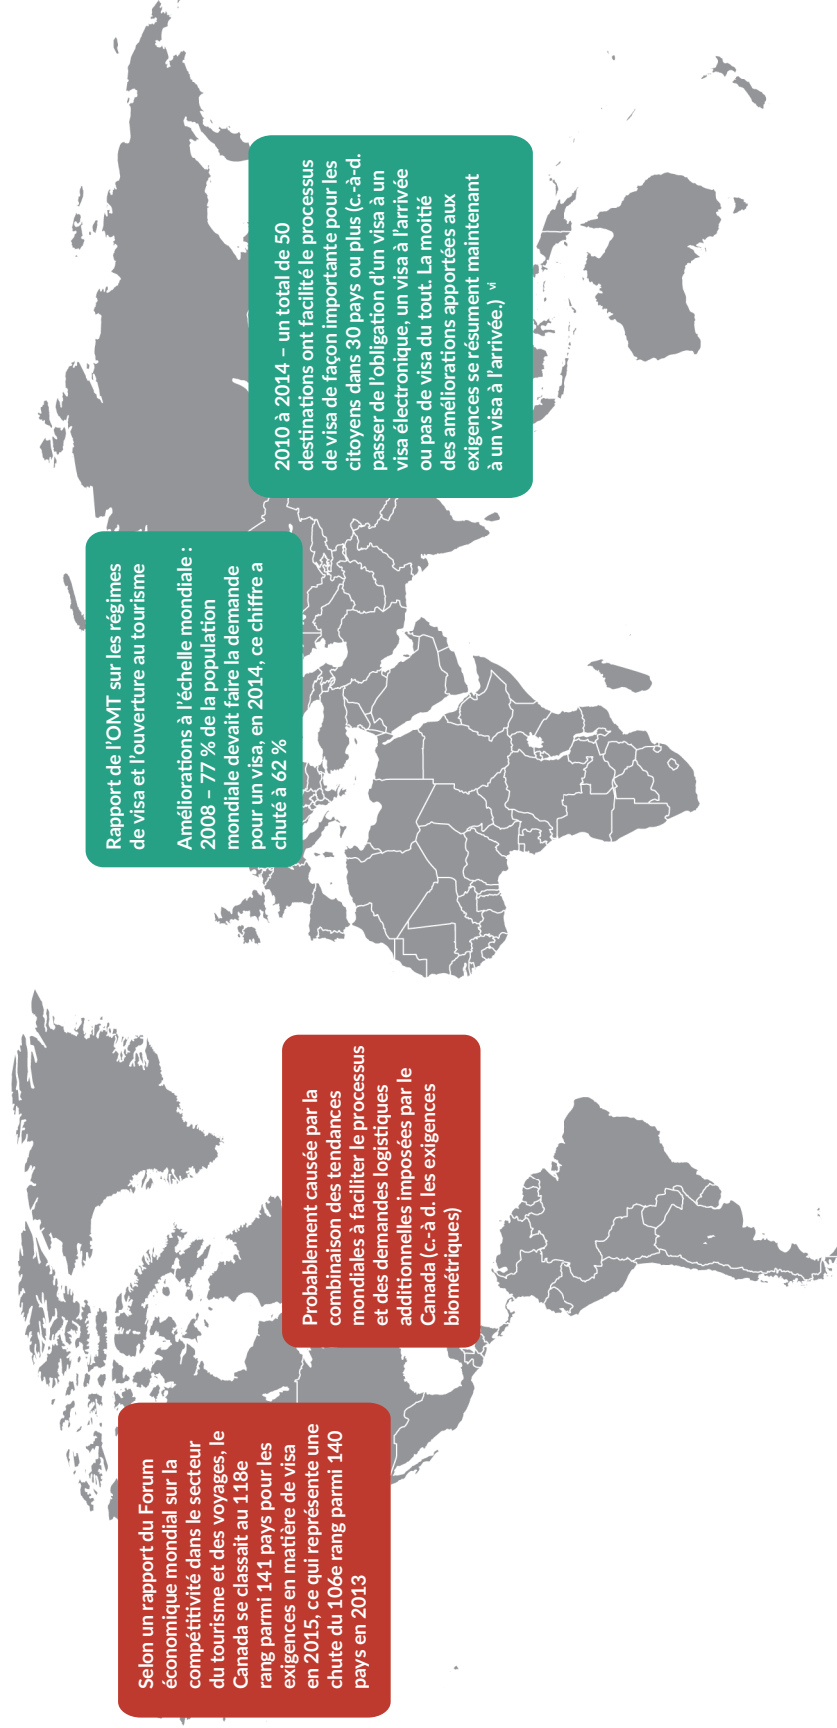 Selon un rapport du Forum
économique mondial sur la
compétitivité dans le secteur
du tourisme et des voyages, le
Canada se classait au 118e
rang parmi 141 pays pour les
exigences en matière de visa
en 2015, ce qui représente une
chute du 106e rang parmi 140
pays en 2013
Probablement causée par la
combinaison des tendances
mondiales à faciliter le processus
et des demandes logistiques
additionnelles imposées par le
Canada (c.-à d. les exigences
biométriques)
Rapport de l'OMT sur les régimes
de visa et l'ouverture au tourisme
Améliorations à l'échelle mondiale :
2008 – 77 % de la population
mondiale devait faire la demande
pour un visa, en 2014, ce chiffre a
chuté à 62 %
2010 à 2014 – un total de 50
destinations ont facilité le processus
de visa de façon importante pour les
citoyens dans 30 pays ou plus (c.-à-d.
passer de l'obligation d'un visa à un
visa électronique, un visa à l'arrivée
ou pas de visa du tout. La moitié
des améliorations apportées aux
exigences se résument maintenant
à un visa à l'arrivée.) vi